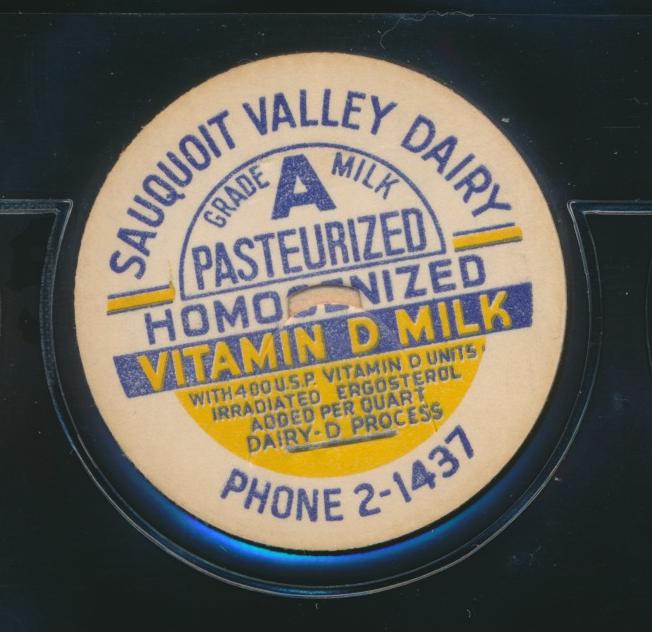 SAUQUOIT VALLEY DAIRY
GRADE A MILK
PASTEURIZED
HOMOGENIZED
VITAMIN D MILK
WITH 400 U.S.P. VITAMIN D UNITS
IRRADIATED ERGOSTEROL
ADDED PER QUART
DAIRY-D PROCESS
PHONE 2-1437